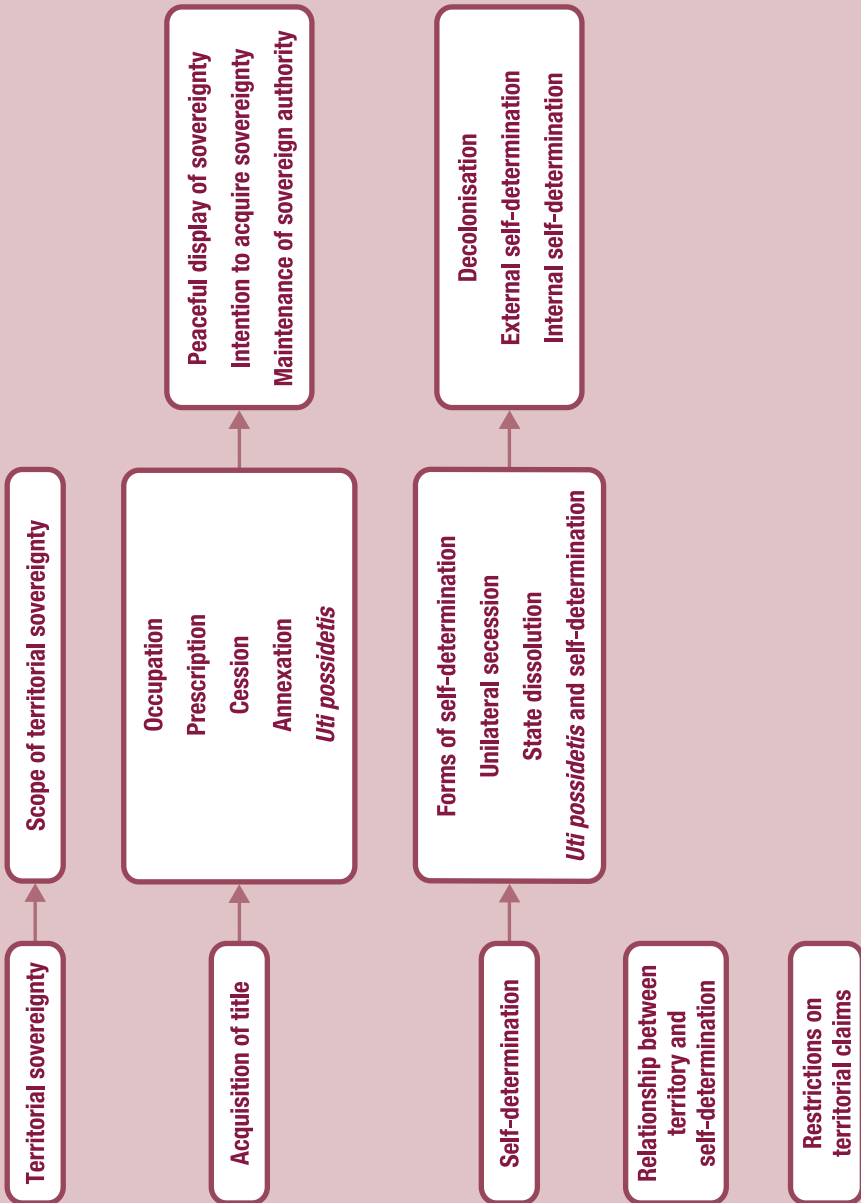 Territorial sovereignty
Scope of territorial sovereignty
Acquisition of title
Occupation
Prescription
Cession
Annexation
Uti possidetis
Peaceful display of sovereignty
Intention to acquire sovereignty
Maintenance of sovereign authority
Self-determination
Forms of self-determination
Unilateral secession
State dissolution
Uti possidetis and self-determination
Decolonisation
External self-determination
Internal self-determination
Relationship between
territory and
self-determination
Restrictions on
territorial claims